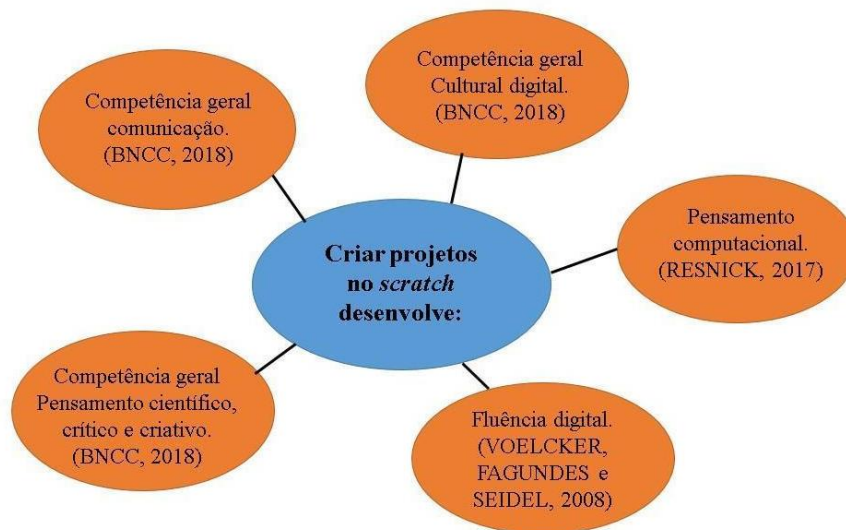 Competência geral
comunicação.
(BNCC, 2018)
Competência geral
Cultural digital.
(BNCC, 2018)
Pensamento
computacional.
(RESNICK, 2017)
Criar projetos
no scratch
desenvolve:
Competência geral
Pensamento científico,
crítico e criativo.
(BNCC, 2018)
Fluência digital.
(VOELCKER,
FAGUNDES e
SEIDEL, 2008)